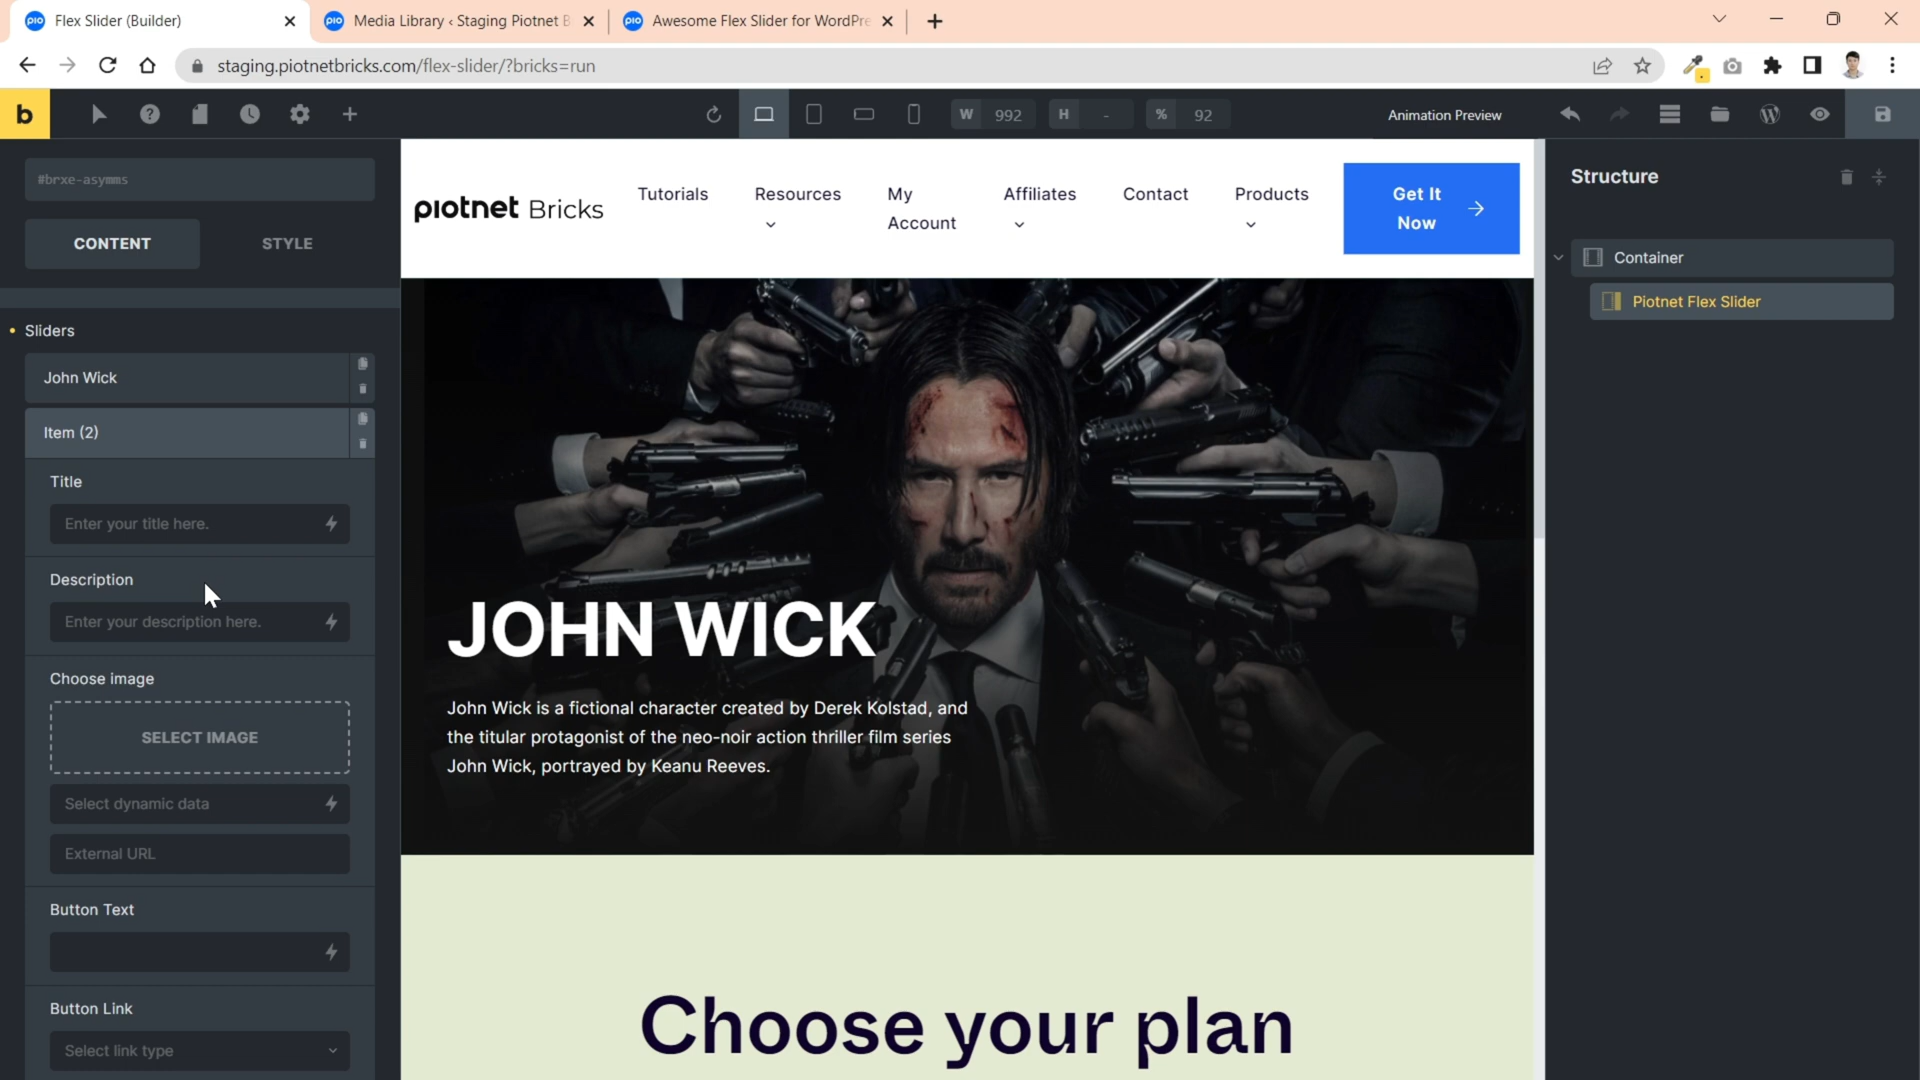 pio Flex Slider (Builder)
pio Media Library ‹ Staging Piotnet B
pio Awesome Flex Slider for WordPre
staging.piotnetbricks.com/flex-slider/?bricks=run
b
W 992
H -
% 92
Animation Preview
#brxe-asymms
CONTENT
STYLE
Sliders
John Wick
Item (2)
Title
Enter your title here.
Description
Enter your description here.
Choose image
SELECT IMAGE
Select dynamic data
External URL
Button Text
Button Link
Select link type
piotnet Bricks
Tutorials
Resources
My
Account
Affiliates
Contact
Products
Get It
Now
JOHN WICK
John Wick is a fictional character created by Derek Kolstad, and
the titular protagonist of the neo-noir action thriller film series
John Wick, portrayed by Keanu Reeves.
Choose your plan
Structure
Container
Piotnet Flex Slider